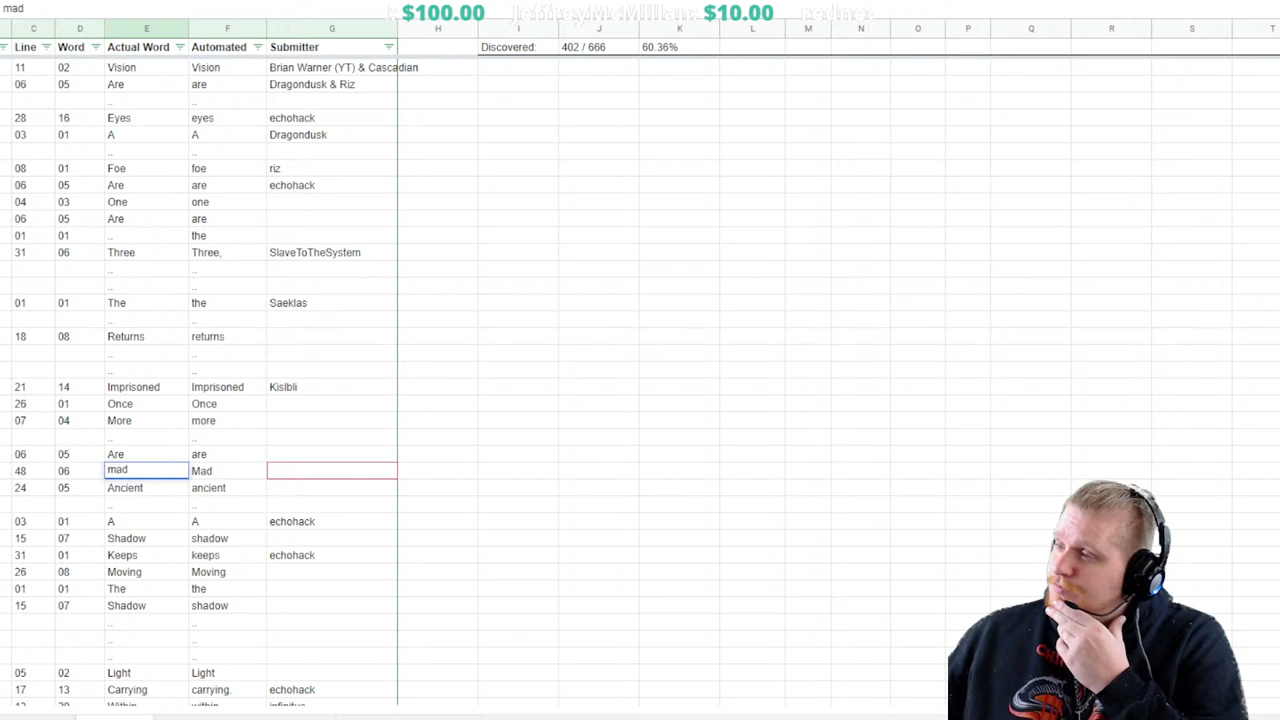 mad
$100.00 JeffreyMcMillan: $10.00
C D E F G H I J K L M N O P Q R S T
Line Word Actual Word Automated Submitter Discovered: 402 / 666 60.36%
11 02 Vision Vision Brian Warner (YT) & Cascadian
06 05 Are are Dragondusk & Riz
.. ..
28 16 Eyes eyes echohack
03 01 A A Dragondusk
.. ..
08 01 Foe foe riz
06 05 Are are echohack
04 03 One one
06 05 Are are
01 01 .. the
31 06 Three Three, SlaveToTheSystem
.. ..
.. ..
01 01 The the Saeklas
.. ..
18 08 Returns returns
.. ..
.. ..
21 14 Imprisoned Imprisoned Kislbli
26 01 Once Once
07 04 More more
.. ..
06 05 Are are
48 06 mad Mad
24 05 Ancient ancient
.. ..
03 01 A A echohack
15 07 Shadow shadow
31 01 Keeps keeps echohack
26 08 Moving Moving
01 01 The the
15 07 Shadow shadow
.. ..
.. ..
.. ..
05 02 Light Light
17 13 Carrying carrying. echohack
Within within infinitus